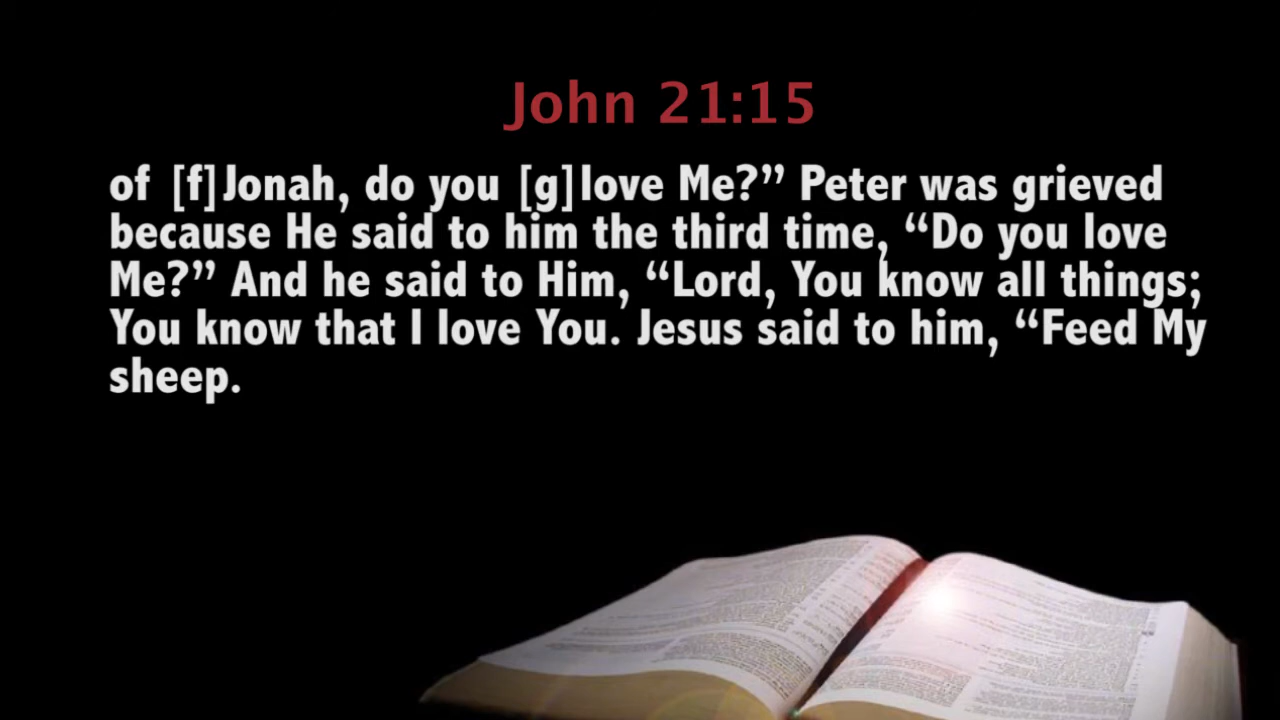 John 21:15
of [f]Jonah, do you [g]love Me?” Peter was grieved
because He said to him the third time, “Do you love
Me?” And he said to Him, “Lord, You know all things;
You know that I love You. Jesus said to him, “Feed My
sheep.